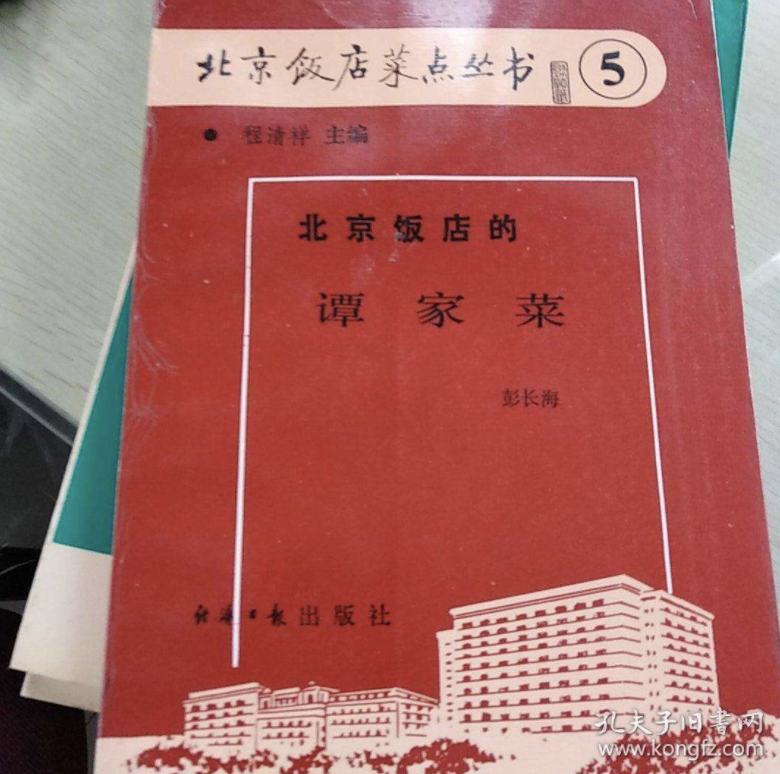 北京饭店菜点丛书 5
● 程清祥 主编
北京饭店的
谭家菜
彭长海
经济日报出版社
孔夫子旧書网
www.kongfz.com